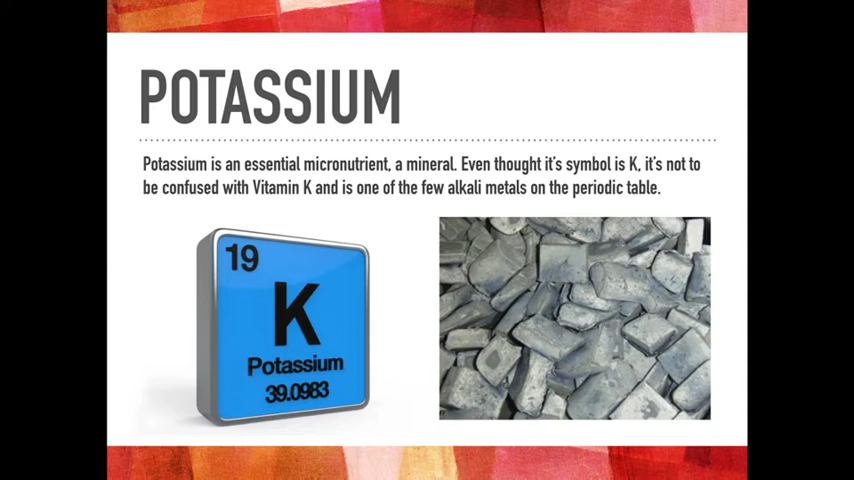 POTASSIUM
Potassium is an essential micronutrient, a mineral. Even thought it's symbol is K, it's not to
be confused with Vitamin K and is one of the few alkali metals on the periodic table.
19
K
Potassium
39.0983